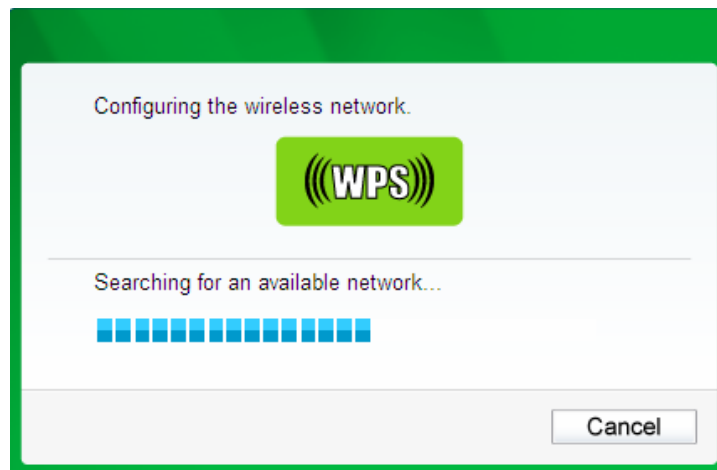 Configuring the wireless network.
(((WPS)))
Searching for an available network...
Cancel